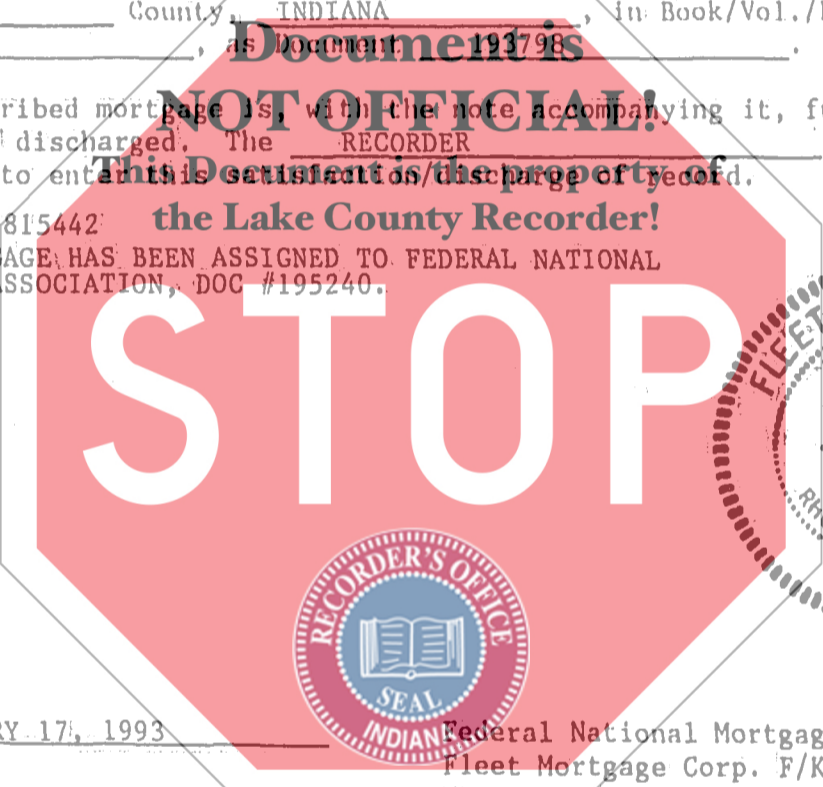 County, INDIANA , in Book/Vol./
, as Document 193798 .
Document is
ribed mortgage is, with the note accompanying it, f
NOT OFFICIAL!
discharged. The RECORDER
to enter this satisfaction/discharge of record.
This Document is the property of
the Lake County Recorder!
815442
AGE HAS BEEN ASSIGNED TO FEDERAL NATIONAL
SSOCIATION, DOC #195240.
STOP
FLEET
RH
RECORDER'S OFFICE
SEAL
INDIANA
RY 17, 1993
Federal National Mortgag
Fleet Mortgage Corp. F/K